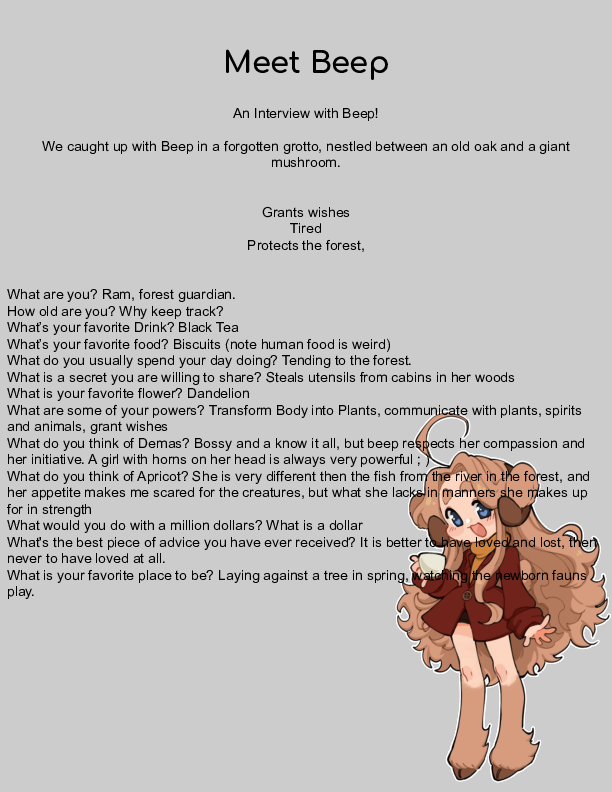 Meet Beep
An Interview with Beep!
We caught up with Beep in a forgotten grotto, nestled between an old oak and a giant
mushroom.
Grants wishes
Tired
Protects the forest,
What are you? Ram, forest guardian.
How old are you? Why keep track?
What's your favorite Drink? Black Tea
What's your favorite food? Biscuits (note human food is weird)
What do you usually spend your day doing? Tending to the forest.
What is a secret you are willing to share? Steals utensils from cabins in her woods
What is your favorite flower? Dandelion
What are some of your powers? Transform Body into Plants, communicate with plants, spirits
and animals, grant wishes
What do you think of Demas? Bossy and a know it all, but beep respects her compassion and
her initiative. A girl with horns on her head is always very powerful ; )
What do you think of Apricot? She is very different then the fish from the river in the forest, and
her appetite makes me scared for the creatures, but what she lacks in manners she makes up
for in strength
What would you do with a million dollars? What is a dollar
What's the best piece of advice you have ever received? It is better to have loved and lost, then
never to have loved at all.
What is your favorite place to be? Laying against a tree in spring, watching the newborn fauns
play.